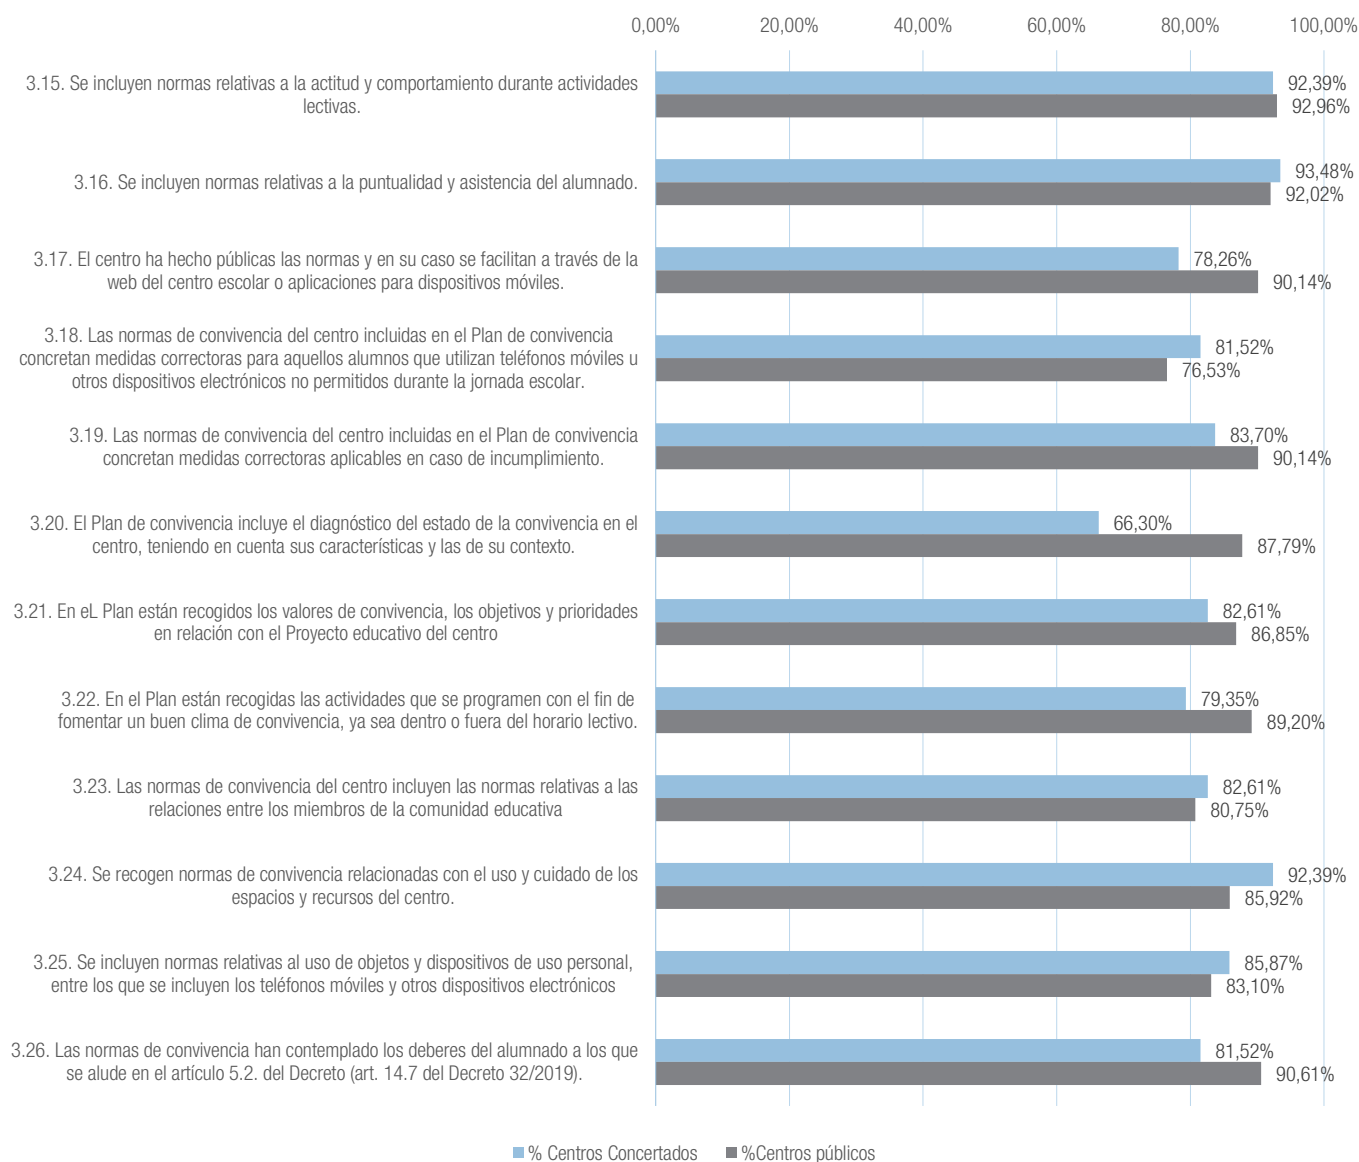 0,00% 20,00% 40,00% 60,00% 80,00% 100,00%
3.15. Se incluyen normas relativas a la actitud y comportamiento durante actividades
lectivas.
92,39%
92,96%
3.16. Se incluyen normas relativas a la puntualidad y asistencia del alumnado.
93,48%
92,02%
3.17. El centro ha hecho públicas las normas y en su caso se facilitan a través de la
web del centro escolar o aplicaciones para dispositivos móviles.
78,26%
90,14%
3.18. Las normas de convivencia del centro incluidas en el Plan de convivencia
concretan medidas correctoras para aquellos alumnos que utilizan teléfonos móviles u
otros dispositivos electrónicos no permitidos durante la jornada escolar.
81,52%
76,53%
3.19. Las normas de convivencia del centro incluidas en el Plan de convivencia
concretan medidas correctoras aplicables en caso de incumplimiento.
83,70%
90,14%
3.20. El Plan de convivencia incluye el diagnóstico del estado de la convivencia en el
centro, teniendo en cuenta sus características y las de su contexto.
66,30%
87,79%
3.21. En eL Plan están recogidos los valores de convivencia, los objetivos y prioridades
en relación con el Proyecto educativo del centro
82,61%
86,85%
3.22. En el Plan están recogidas las actividades que se programen con el fin de
fomentar un buen clima de convivencia, ya sea dentro o fuera del horario lectivo.
79,35%
89,20%
3.23. Las normas de convivencia del centro incluyen las normas relativas a las
relaciones entre los miembros de la comunidad educativa
82,61%
80,75%
3.24. Se recogen normas de convivencia relacionadas con el uso y cuidado de los
espacios y recursos del centro.
92,39%
85,92%
3.25. Se incluyen normas relativas al uso de objetos y dispositivos de uso personal,
entre los que se incluyen los teléfonos móviles y otros dispositivos electrónicos
85,87%
83,10%
3.26. Las normas de convivencia han contemplado los deberes del alumnado a los que
se alude en el artículo 5.2. del Decreto (art. 14.7 del Decreto 32/2019).
81,52%
90,61%
% Centros Concertados %Centros públicos